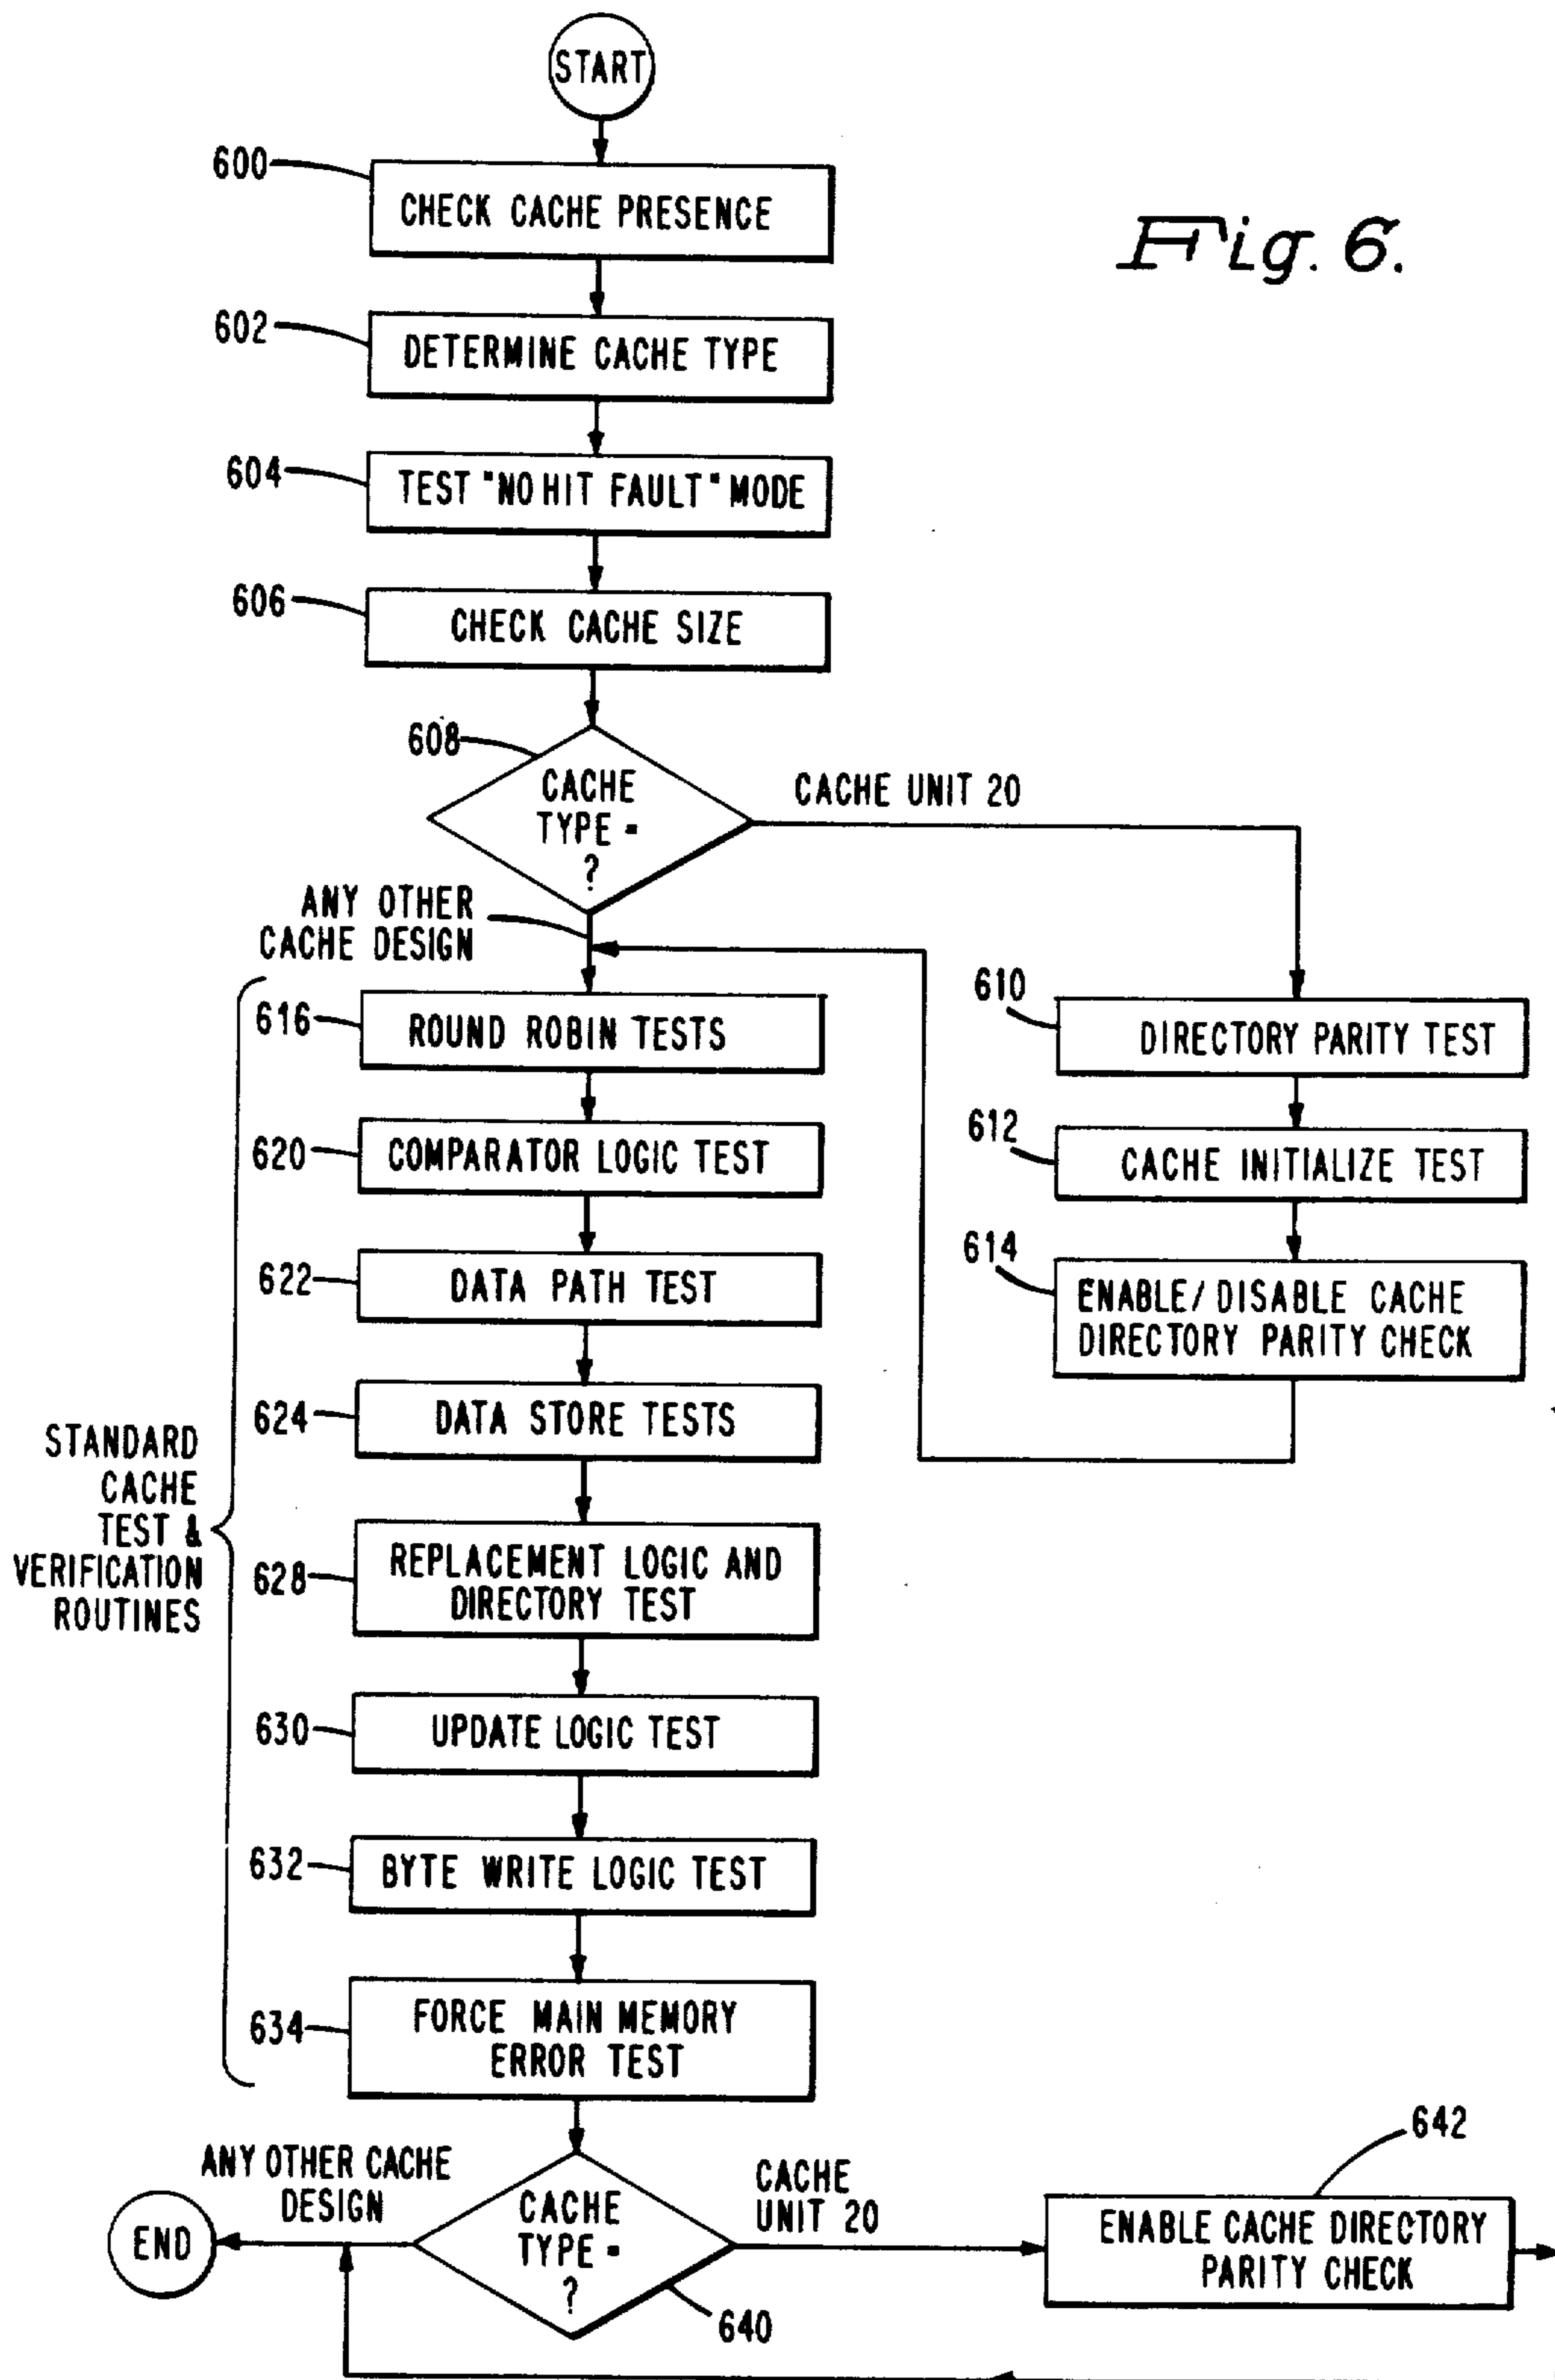 START
600
CHECK CACHE PRESENCE
Fig. 6.
602
DETERMINE CACHE TYPE
604
TEST "NO HIT FAULT" MODE
606
CHECK CACHE SIZE
608
CACHE
TYPE =
?
CACHE UNIT 20
ANY OTHER
CACHE DESIGN
610
DIRECTORY PARITY TEST
612
CACHE INITIALIZE TEST
614
ENABLE/DISABLE CACHE
DIRECTORY PARITY CHECK
STANDARD
CACHE
TEST &
VERIFICATION
ROUTINES
616
ROUND ROBIN TESTS
620
COMPARATOR LOGIC TEST
622
DATA PATH TEST
624
DATA STORE TESTS
628
REPLACEMENT LOGIC AND
DIRECTORY TEST
630
UPDATE LOGIC TEST
632
BYTE WRITE LOGIC TEST
634
FORCE MAIN MEMORY
ERROR TEST
ANY OTHER CACHE
DESIGN
END
CACHE
TYPE =
?
640
CACHE
UNIT 20
642
ENABLE CACHE DIRECTORY
PARITY CHECK